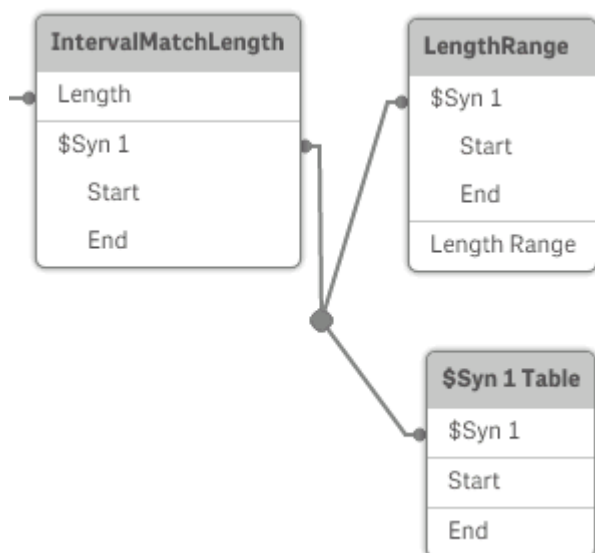 IntervalMatchLength
Length
$Syn 1
Start
End
LengthRange
$Syn 1
Start
End
Length Range
$Syn 1 Table
$Syn 1
Start
End